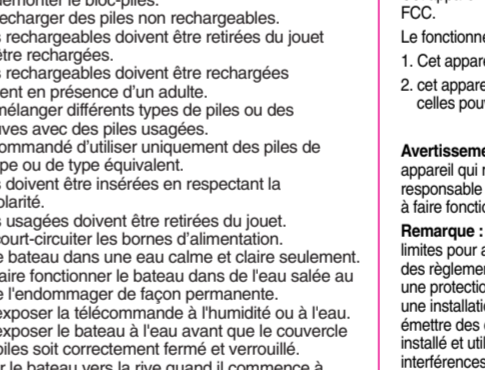 démonter le bloc-piles.
echarger des piles non rechargeables.
rechargeables doivent être retirées du jouet
être rechargées.
rechargeables doivent être rechargées
ent en présence d'un adulte.
mélanger différents types de piles ou des
uves avec des piles usagées.
ommandé d'utiliser uniquement des piles de
pe ou de type équivalent.
doivent être insérées en respectant la
olarité.
usagées doivent être retirées du jouet.
court-circuiter les bornes d'alimentation.
e bateau dans une eau calme et claire seulement.
aire fonctionner le bateau dans de l'eau salée au
e l'endommager de façon permanente.
exposer la télécommande à l'humidité ou à l'eau.
exposer le bateau à l'eau avant que le couvercle
piles soit correctement fermé et verrouillé.
r le bateau vers la rive quand il commence à
FCC.
Le fonctionne
1. Cet appare
2. cet appare
celles pouv
Avertisseme
appareil qui n
responsable
à faire fonctio
Remarque :
limites pour a
des règlemen
une protectio
une installatio
émettre des o
installé et utili
interférences